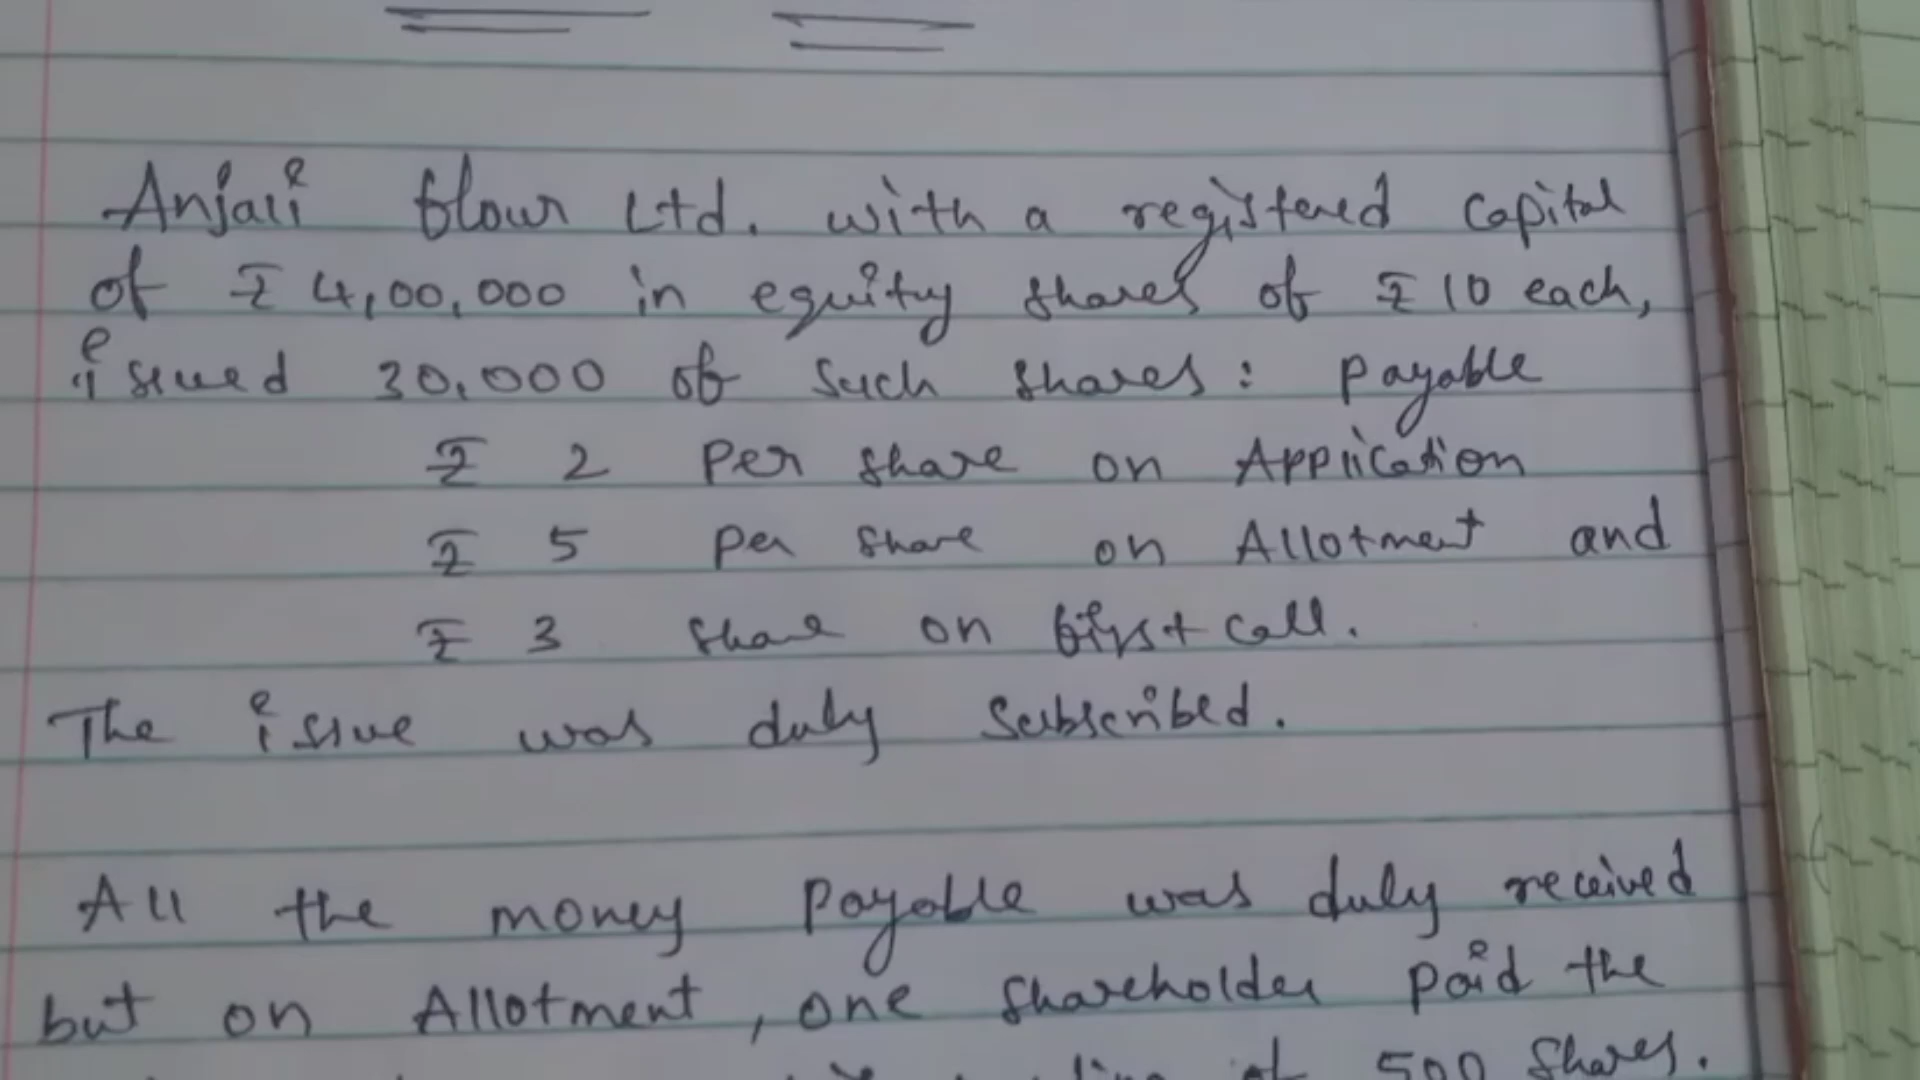 Anjali flour Ltd. with a registered capital
of ₹ 4,00,000 in equity shares of ₹ 10 each,
issued 30,000 of such shares: payable
₹ 2 per share on Application
₹ 5 per share on Allotment and
₹ 3 share on first call.
The issue was duly subscribed.
All the money payable was duly received
but on Allotment, one shareholder paid the
of 500 shares.